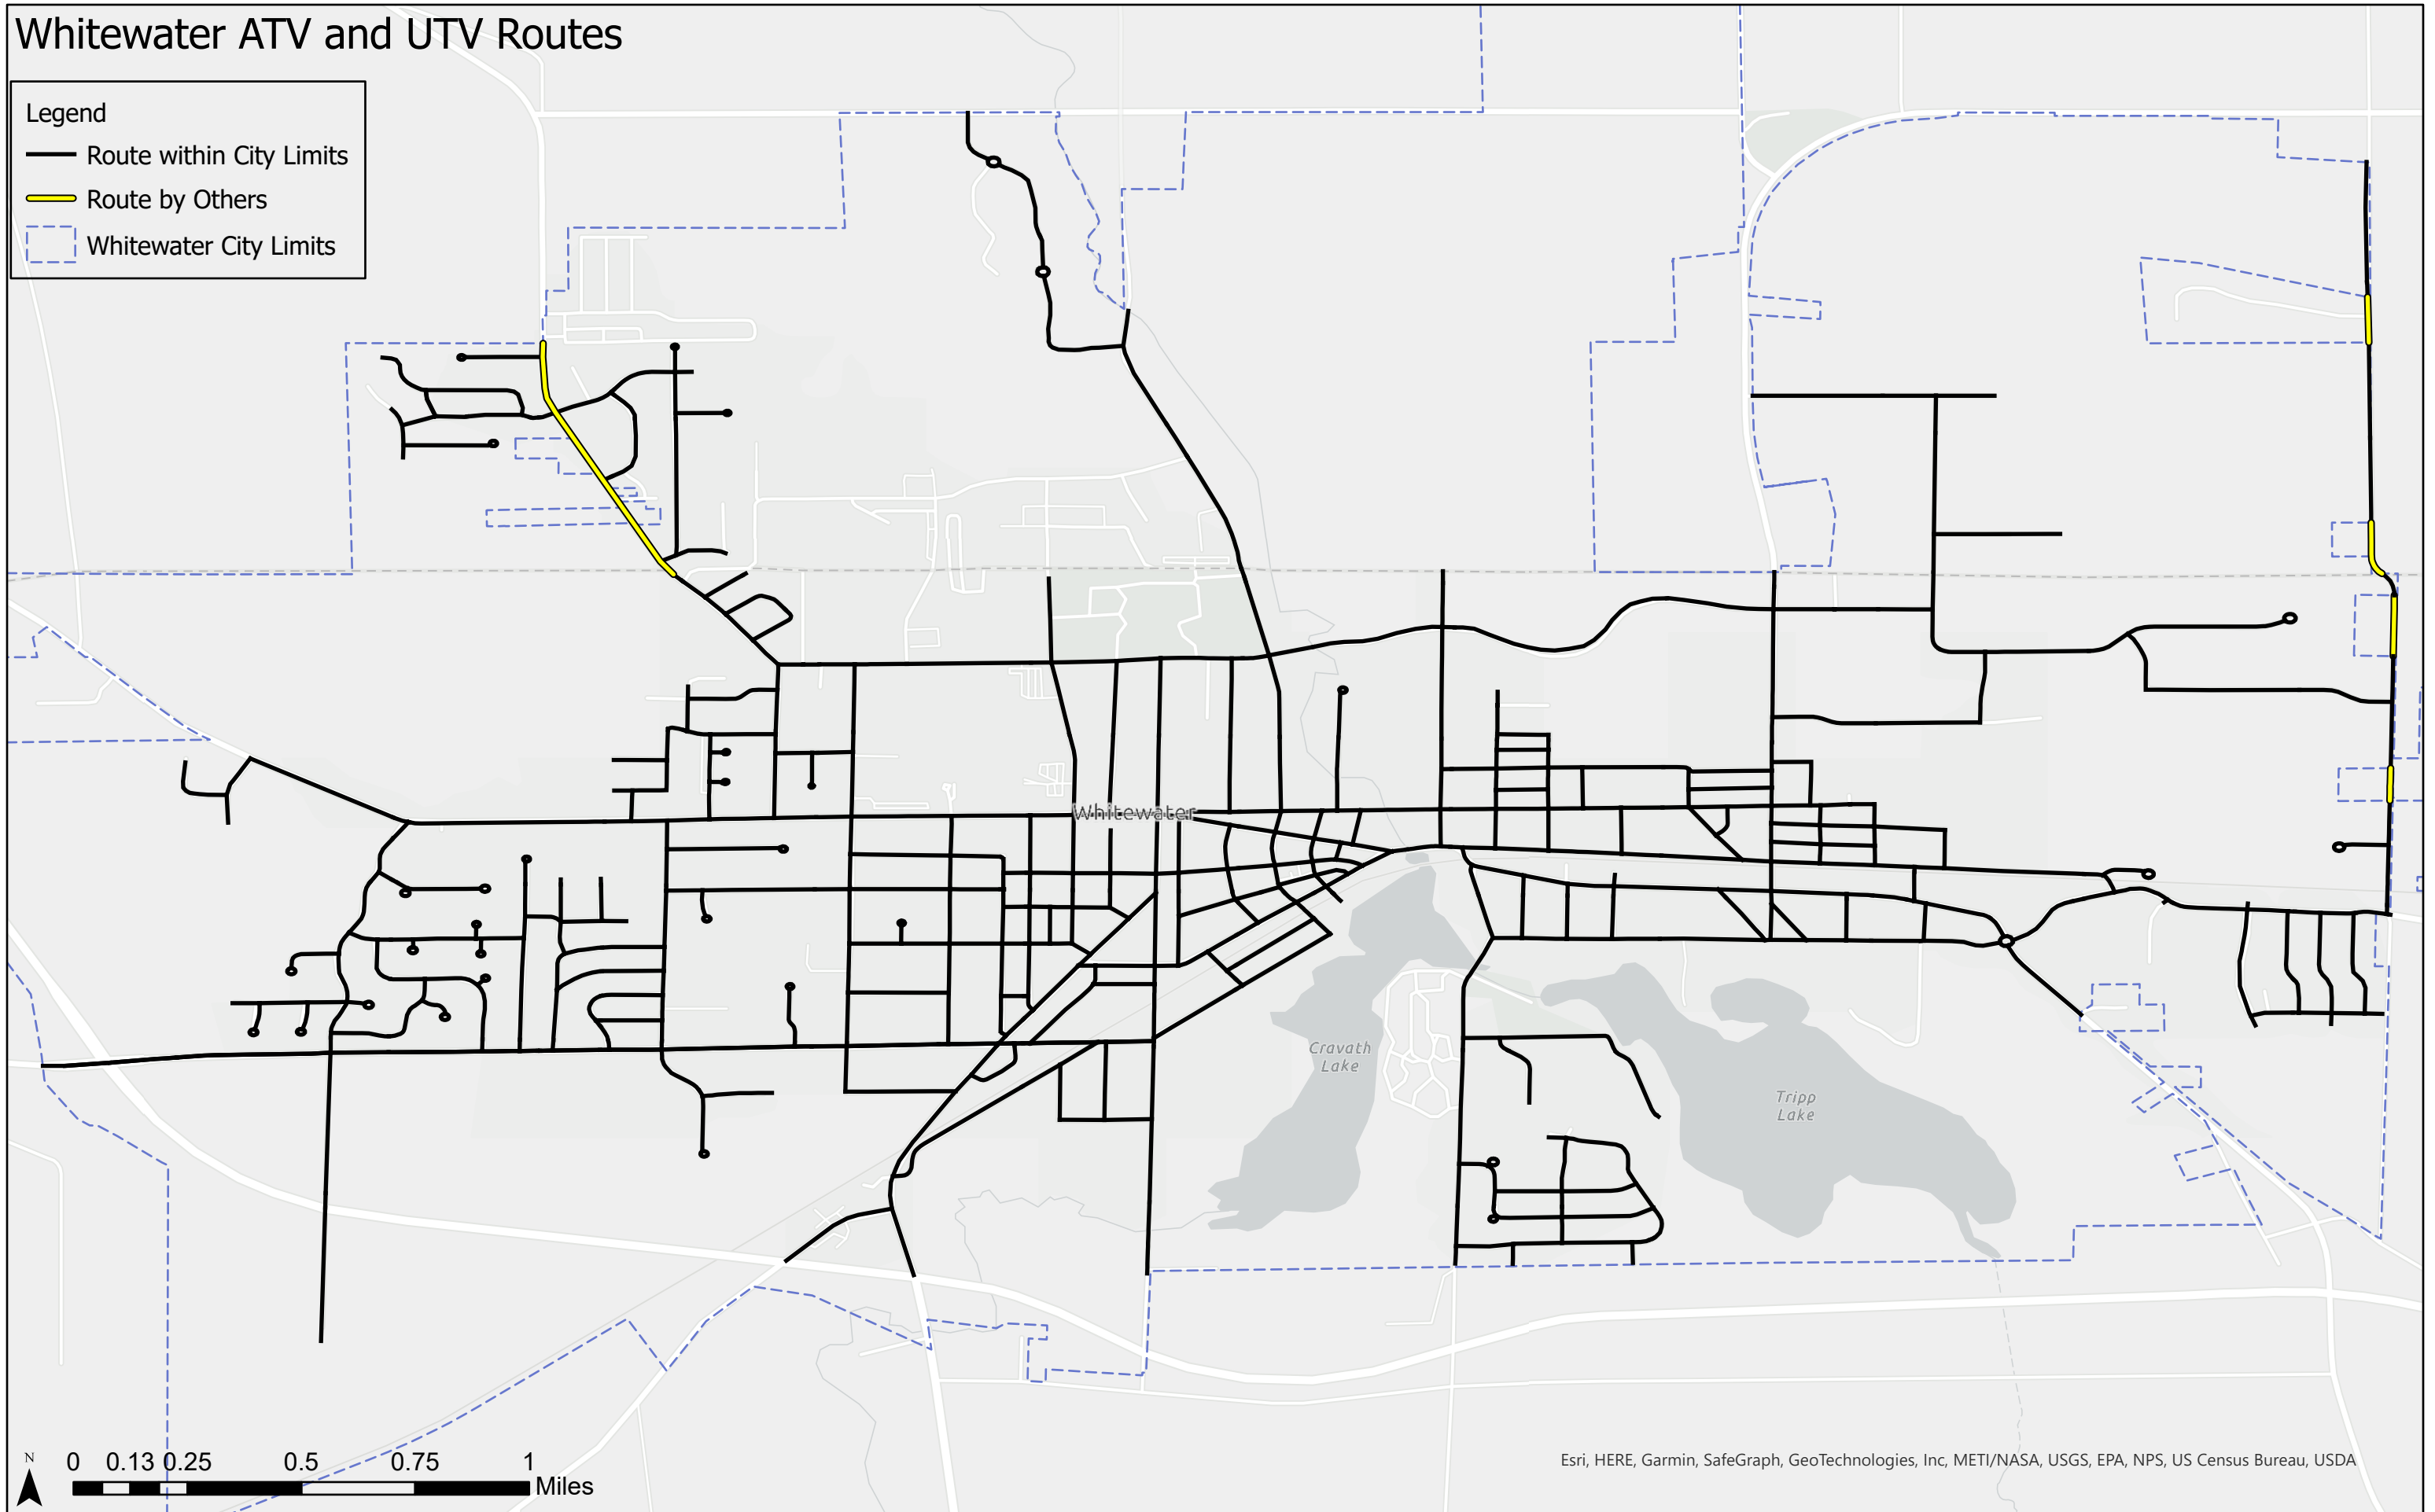 Whitewater ATV and UTV Routes
Legend
Route within City Limits
Route by Others
Whitewater City Limits
Whitewater
Cravath
Lake
Tripp
Lake
N
0 0.13 0.25 0.5 0.75 1
Miles
Esri, HERE, Garmin, SafeGraph, GeoTechnologies, Inc, METI/NASA, USGS, EPA, NPS, US Census Bureau, USDA